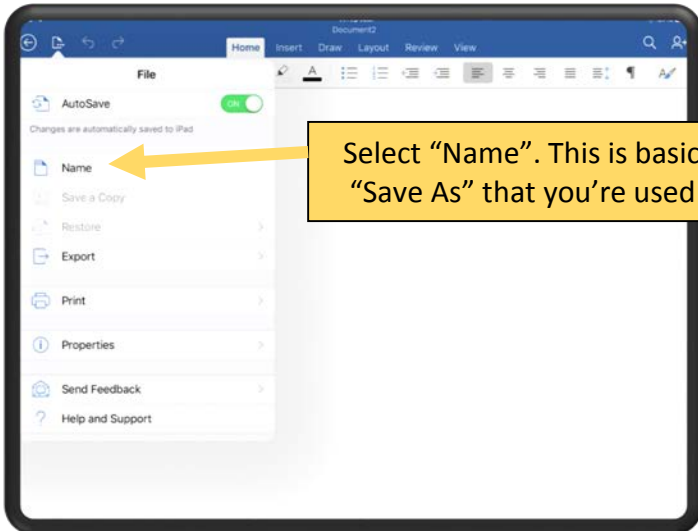 Document2
Home Insert Draw Layout Review View
File
A
AutoSave ON
Changes are automatically saved to iPad
Name
Save a Copy
Restore
Export
Print
Properties
Send Feedback
Help and Support
Select “Name”. This is basic
“Save As” that you’re used